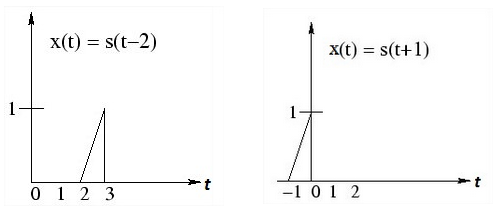 x(t) = s(t–2)
1
t
0 1 2 3
x(t) = s(t+1)
1
t
–1 0 1 2